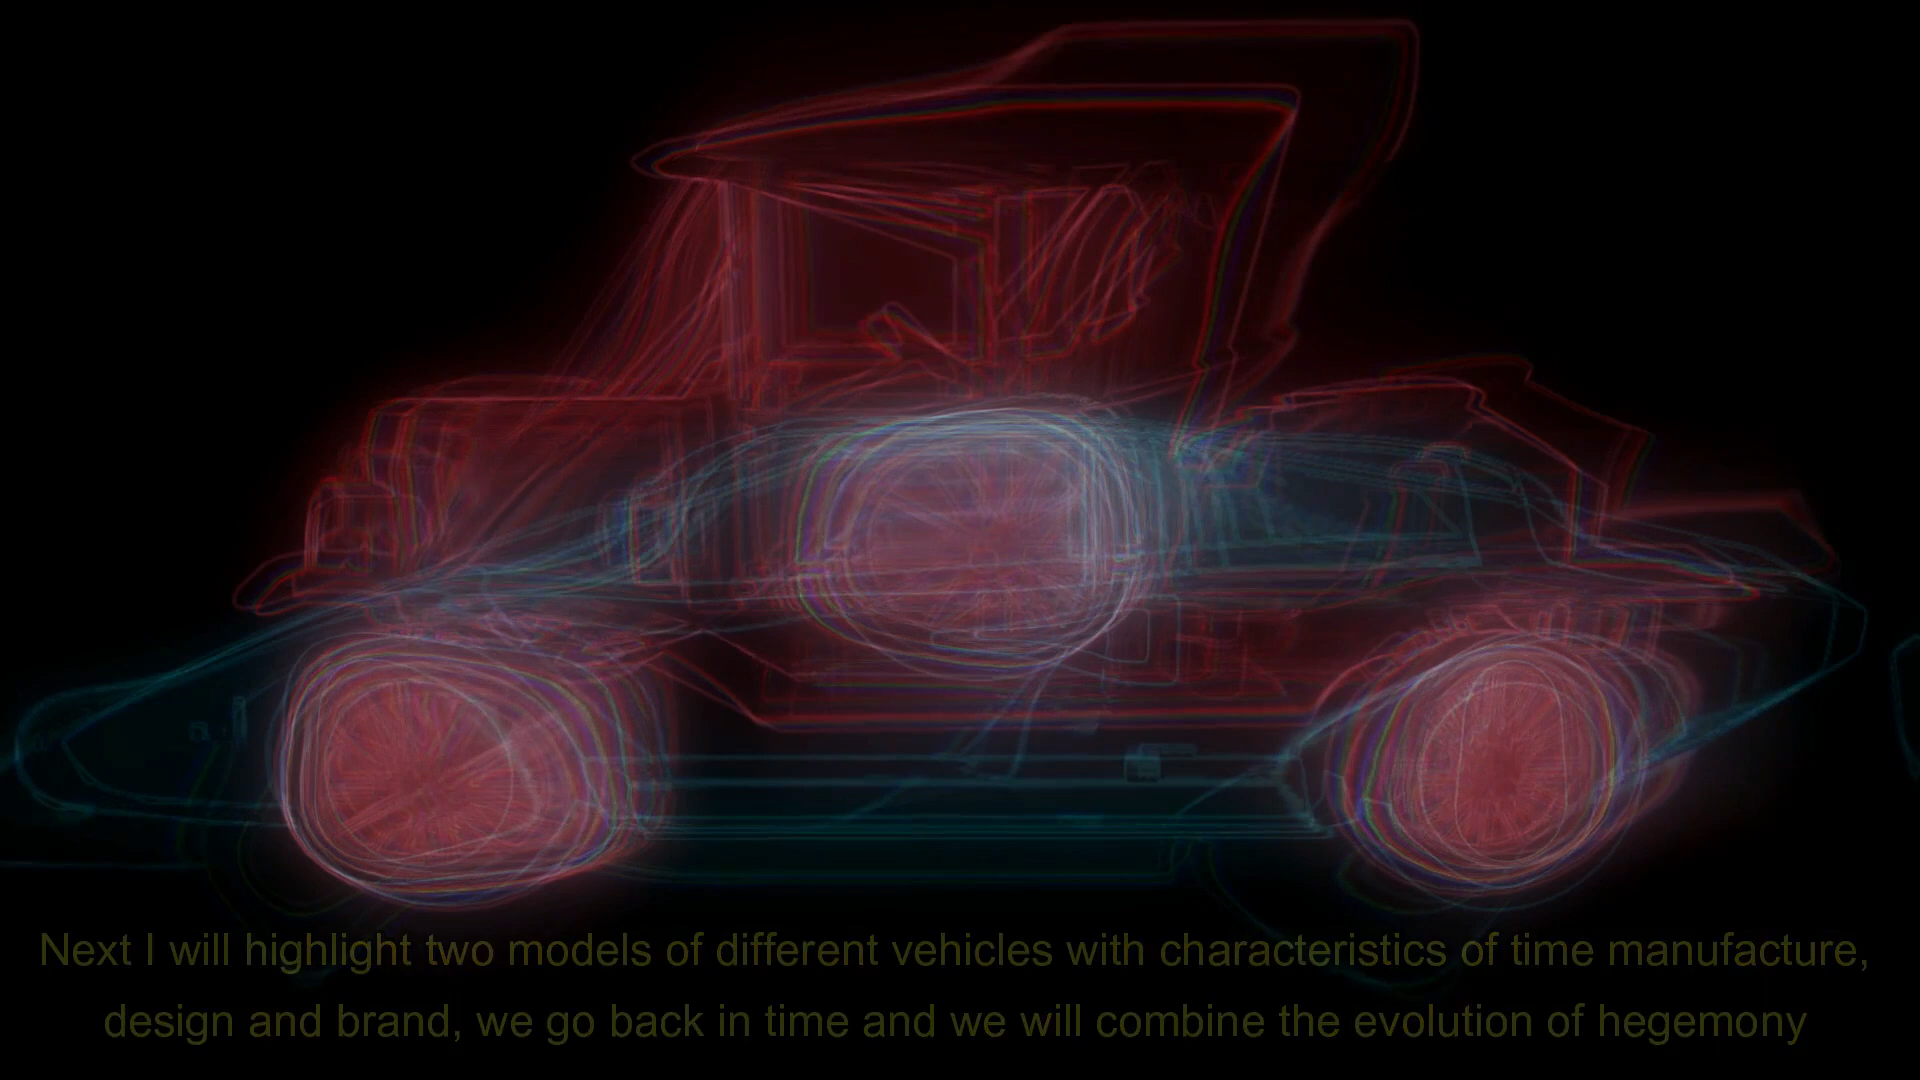 Next I will highlight two models of different vehicles with characteristics of time manufacture,
design and brand, we go back in time and we will combine the evolution of hegemony